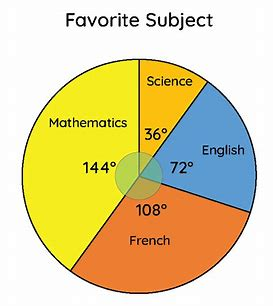 Favorite Subject
Science
36°
Mathematics
144°
English
72°
108°
French